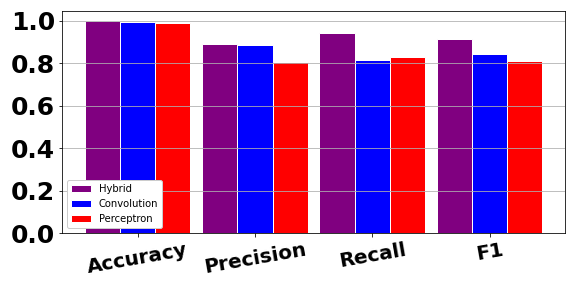 1.0
0.8
0.6
0.4
0.2
0.0
Hybrid
Convolution
Perceptron
Accuracy
Precision
Recall
F1